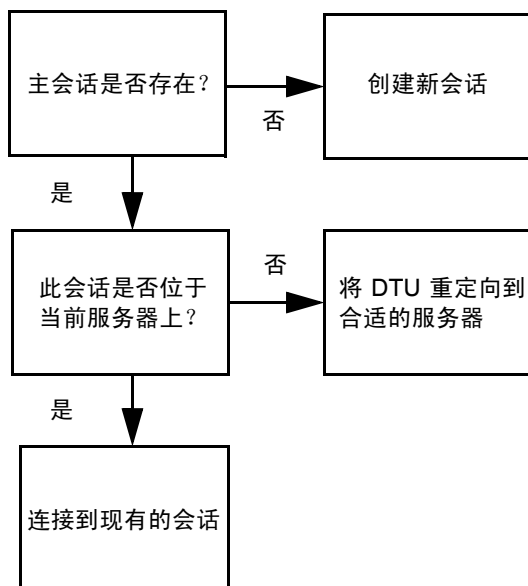 主会话是否存在？
创建新会话
否
是
此会话是否位于
当前服务器上？
否
将 DTU 重定向到
合适的服务器
是
连接到现有的会话